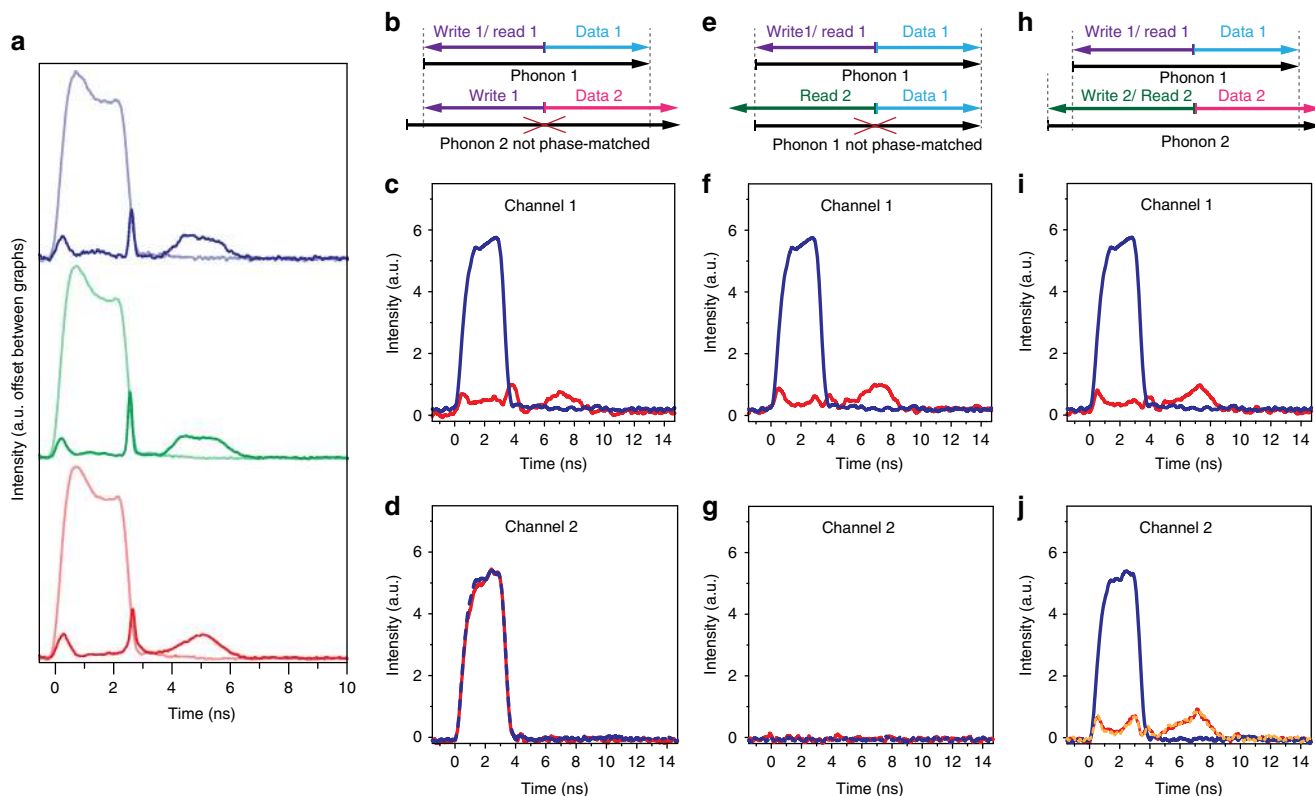 a
Intensity (a.u. offset between graphs)
0 2 4 6 8 10
Time (ns)
b
Write 1/ read 1 Data 1
Phonon 1
Write 1 Data 2
Phonon 2 not phase-matched
e
Write1/ read 1 Data 1
Phonon 1
Read 2 Data 1
Phonon 1 not phase-matched
h
Write 1/ read 1 Data 1
Phonon 1
Write 2/ Read 2 Data 2
Phonon 2
c
Channel 1
Intensity (a.u.)
6
4
2
0
0 2 4 6 8 10 12 14
Time (ns)
f
Channel 1
Intensity (a.u.)
6
4
2
0
0 2 4 6 8 10 12 14
Time (ns)
i
Channel 1
Intensity (a.u.)
6
4
2
0
0 2 4 6 8 10 12 14
Time (ns)
d
Channel 2
Intensity (a.u.)
6
4
2
0
0 2 4 6 8 10 12 14
Time (ns)
g
Channel 2
Intensity (a.u.)
6
4
2
0
0 2 4 6 8 10 12 14
Time (ns)
j
Channel 2
Intensity (a.u.)
6
4
2
0
0 2 4 6 8 10 12 14
Time (ns)